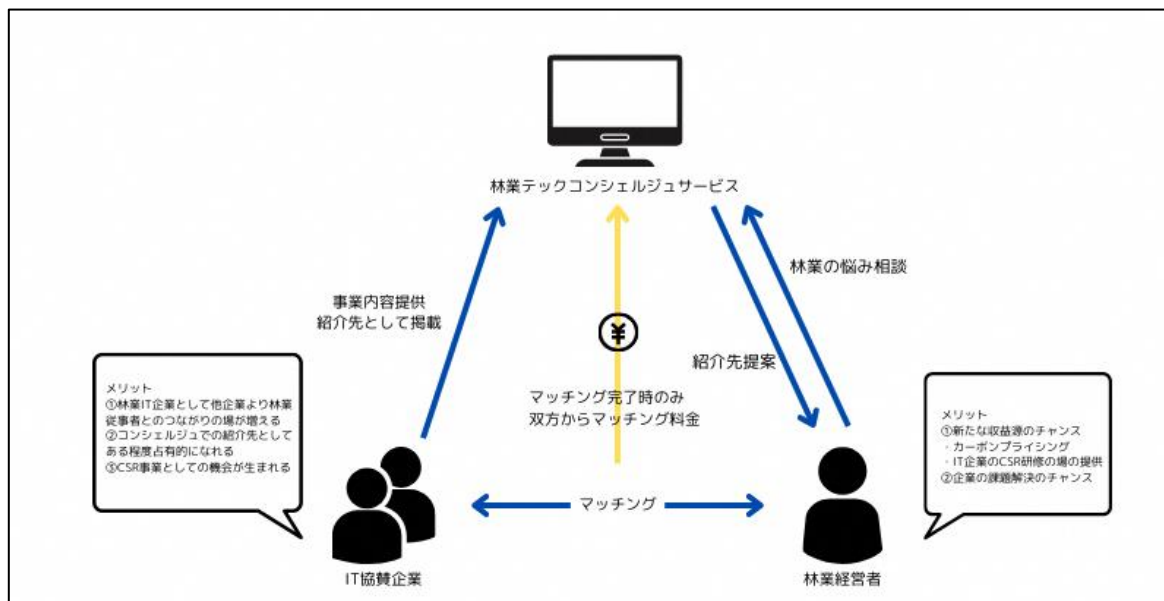 林業テックコンシェルジュサービス
林業の悩み相談
事業内容提供
紹介先として掲載
¥
紹介先提案
マッチング完了時のみ
双方からマッチング料金
メリット
①林業IT企業として他企業より林業
従事者とのつながりの場が増える
②コンシェルジュでの紹介先として
ある程度占有的になれる
③CSR事業としての機会が生まれる
メリット
①新たな収益源のチャンス
・カーボンプライシング
・IT企業のCSR研修の場の提供
②企業の課題解決のチャンス
マッチング
IT協賛企業
林業経営者